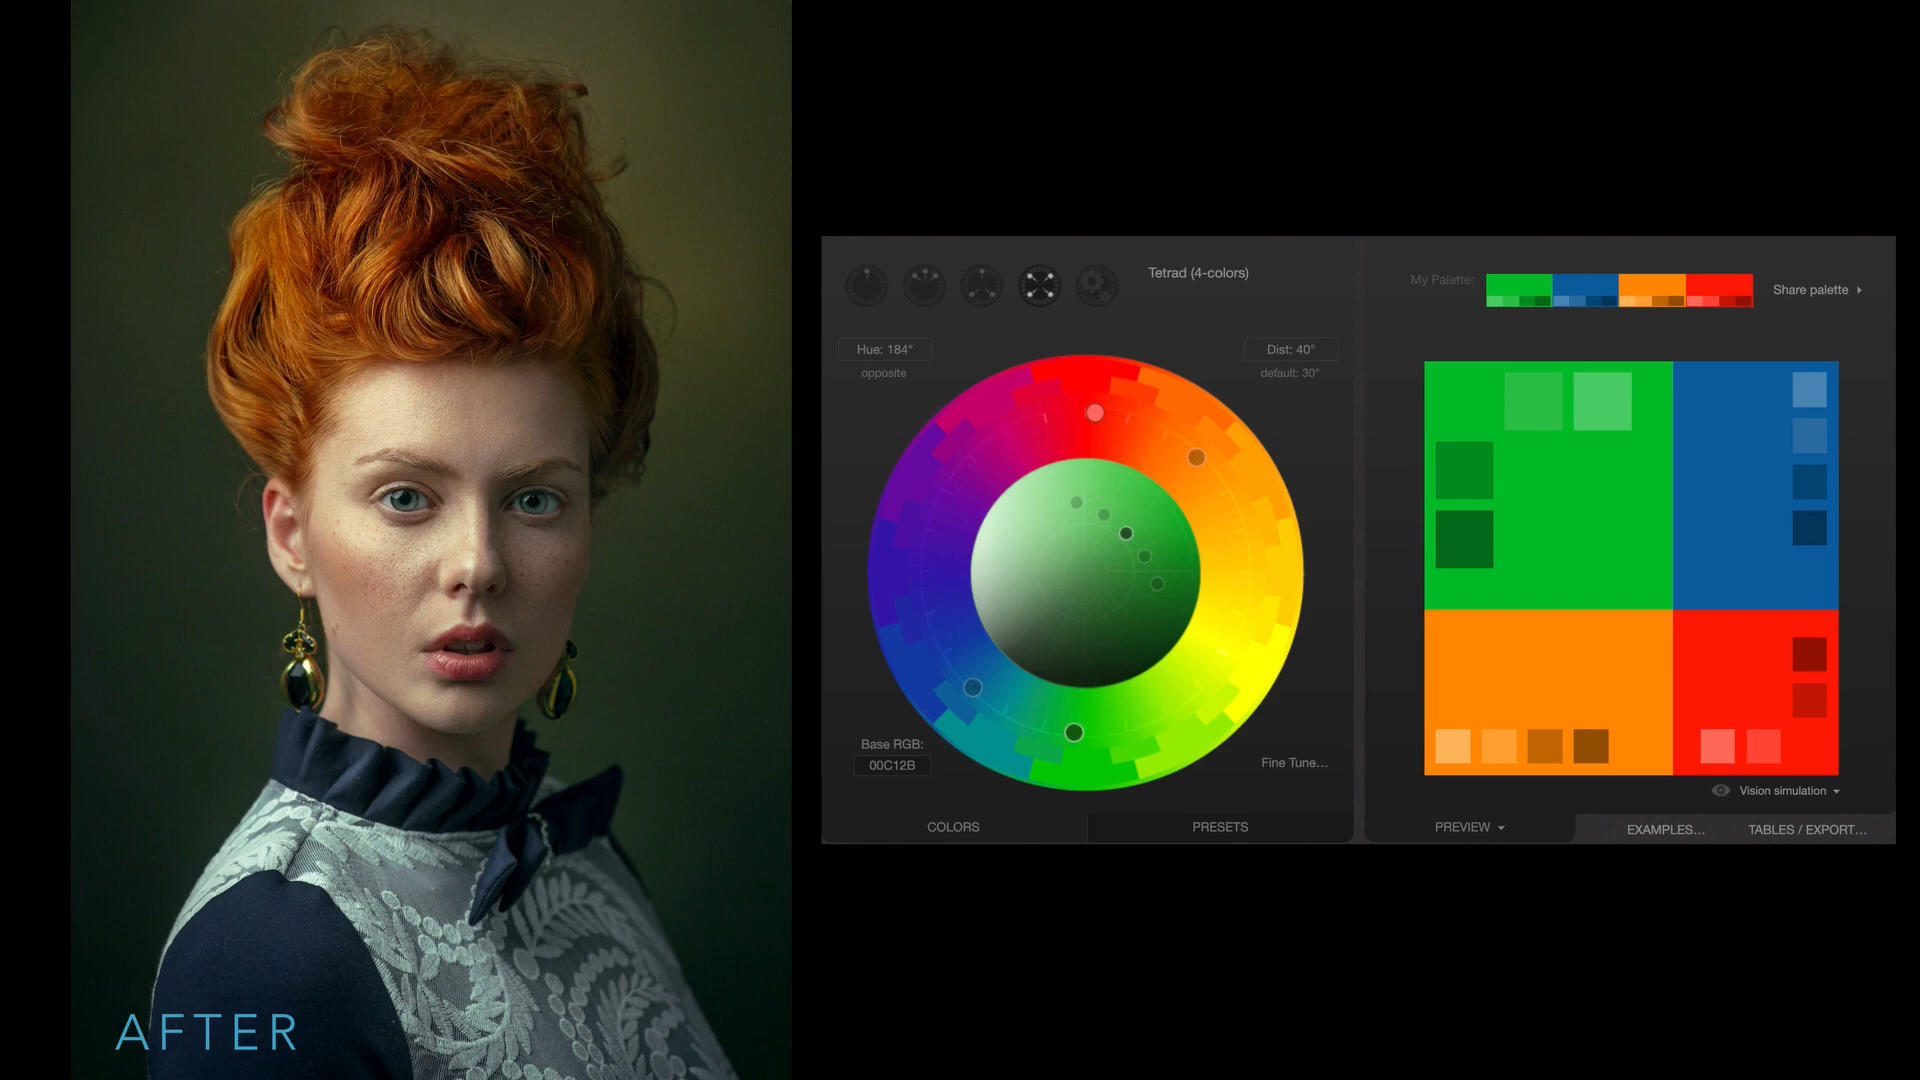 Tetrad (4-colors)
My Palette:
Share palette
Hue: 184°
opposite
Dist: 40°
default: 30°
Base RGB:
00C12B
Fine Tune...
COLORS
PRESETS
Vision simulation
PREVIEW
EXAMPLES...
TABLES / EXPORT...
AFTER